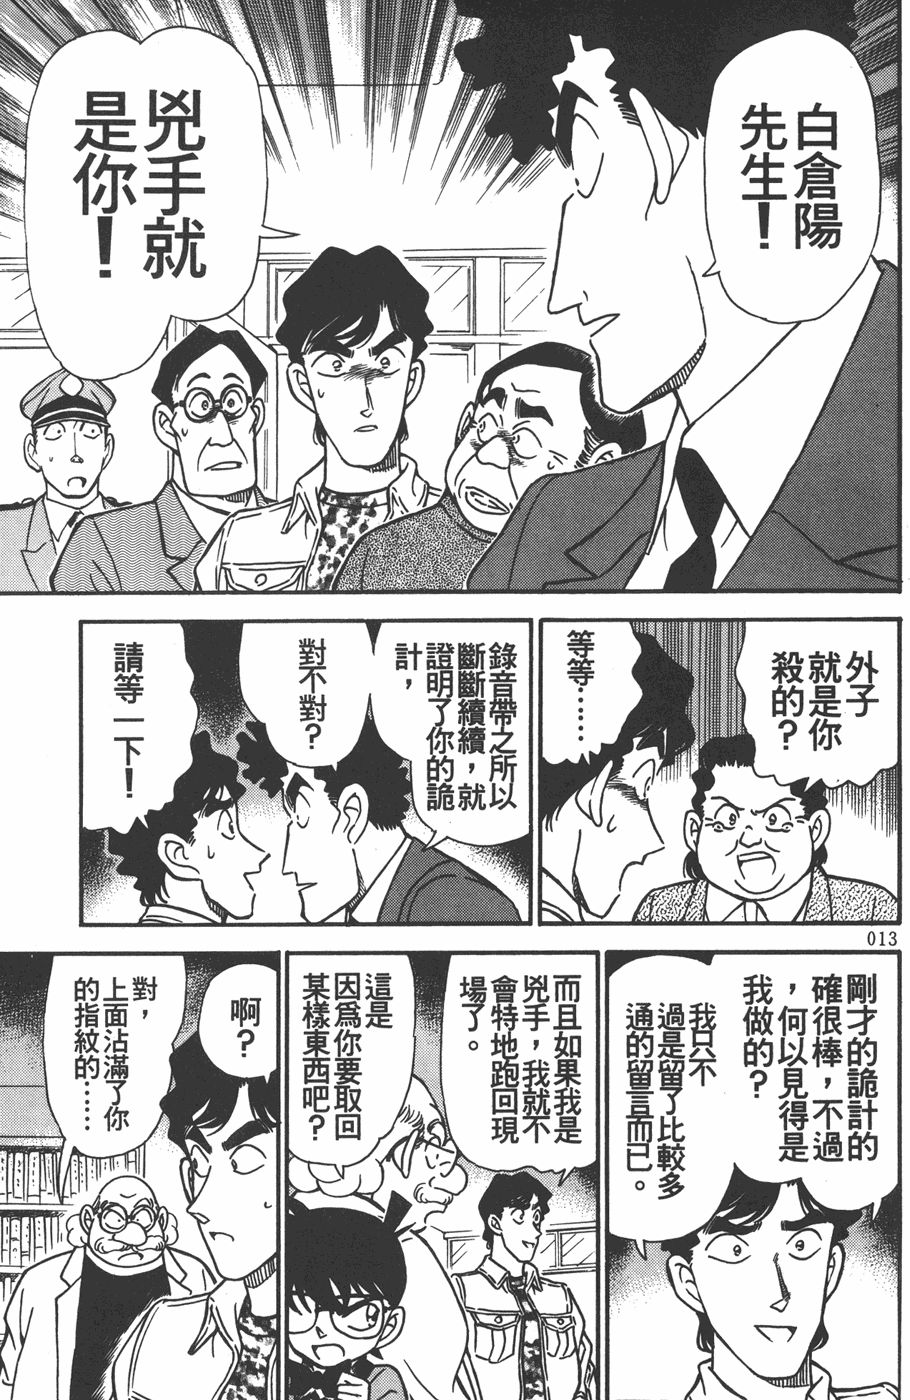 白倉陽
先生！
兇手就
是你！
外子
就是你
殺的？
等等……
錄音帶之所以
斷斷續續，就
證明了你的詭
計，
對不對？
請等一下！
013
剛才的詭計的
確很棒，不過
，何以見得是
我做的？
我只不
過是留了比較多
通的留言而已。
而且如果我是
兇手，我就不
會特地跑回現
場了。
這是
因為你要取回
某樣東西吧？
啊？
對，
上面沾滿了你
的指紋的……